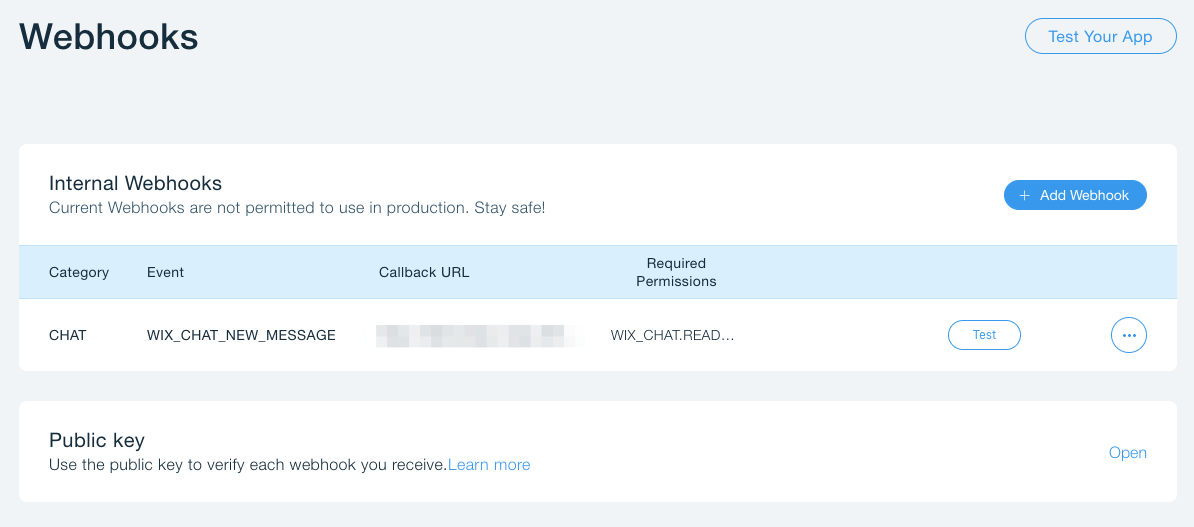 Webhooks
Test Your App
Internal Webhooks
Current Webhooks are not permitted to use in production. Stay safe!
+ Add Webhook
Category Event Callback URL Required Permissions
CHAT WIX_CHAT_NEW_MESSAGE WIX_CHAT.READ... Test
Public key
Use the public key to verify each webhook you receive.Learn more
Open